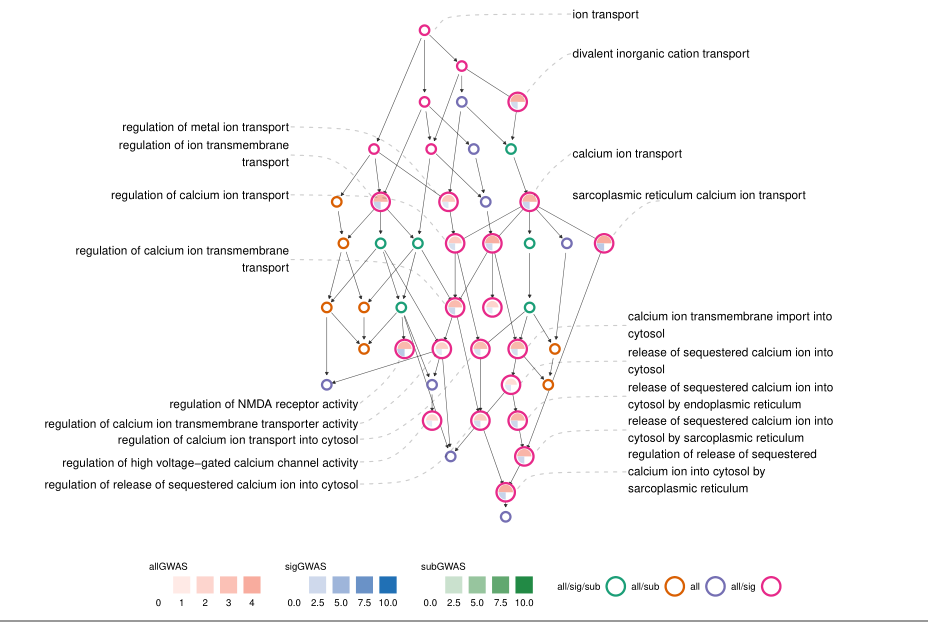 ion transport
divalent inorganic cation transport
regulation of metal ion transport
regulation of ion transmembrane
transport
calcium ion transport
regulation of calcium ion transport
sarcoplasmic reticulum calcium ion transport
regulation of calcium ion transmembrane
transport
calcium ion transmembrane import into
cytosol
release of sequestered calcium ion into
cytosol
release of sequestered calcium ion into
cytosol by endoplasmic reticulum
release of sequestered calcium ion into
cytosol by sarcoplasmic reticulum
regulation of release of sequestered
calcium ion into cytosol by
sarcoplasmic reticulum
regulation of NMDA receptor activity
regulation of calcium ion transmembrane transporter activity
regulation of calcium ion transport into cytosol
regulation of high voltage−gated calcium channel activity
regulation of release of sequestered calcium ion into cytosol
allGWAS
0 1 2 3 4
sigGWAS
0.0 2.5 5.0 7.5 10.0
subGWAS
0.0 2.5 5.0 7.5 10.0
all/sig/sub all/sub all all/sig